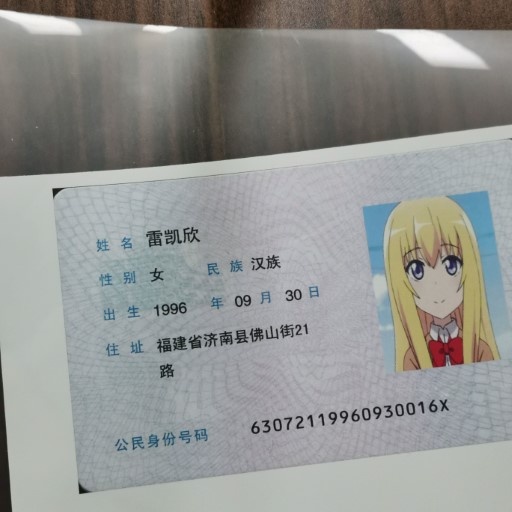 姓名 雷凯欣
性别 女 民族 汉族
出生 1996 年 09 月 30 日
住址 福建省济南县佛山街21
路
公民身份号码 63072119960930016X